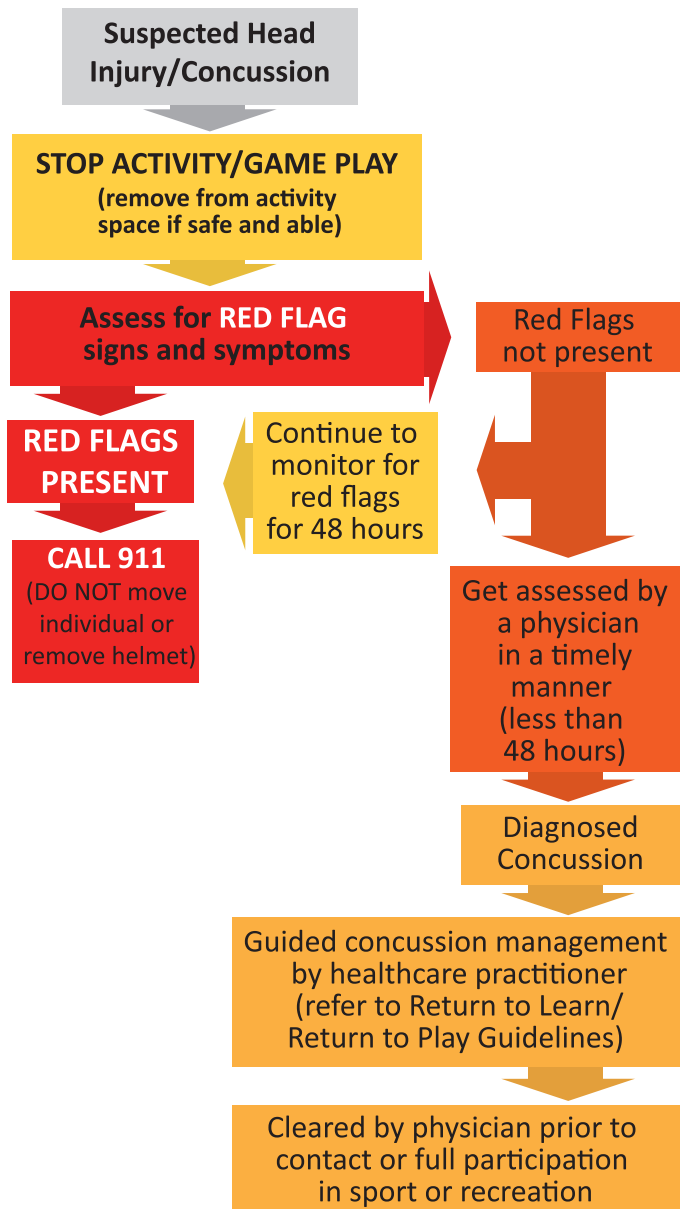 Suspected Head
Injury/Concussion
STOP ACTIVITY/GAME PLAY
(remove from activity
space if safe and able)
Assess for RED FLAG
signs and symptoms
Red Flags
not present
RED FLAGS
PRESENT
Continue to
monitor for
red flags
for 48 hours
CALL 911
(DO NOT move
individual or
remove helmet)
Get assessed by
a physician
in a timely
manner
(less than
48 hours)
Diagnosed
Concussion
Guided concussion management
by healthcare practitioner
(refer to Return to Learn/
Return to Play Guidelines)
Cleared by physician prior to
contact or full participation
in sport or recreation